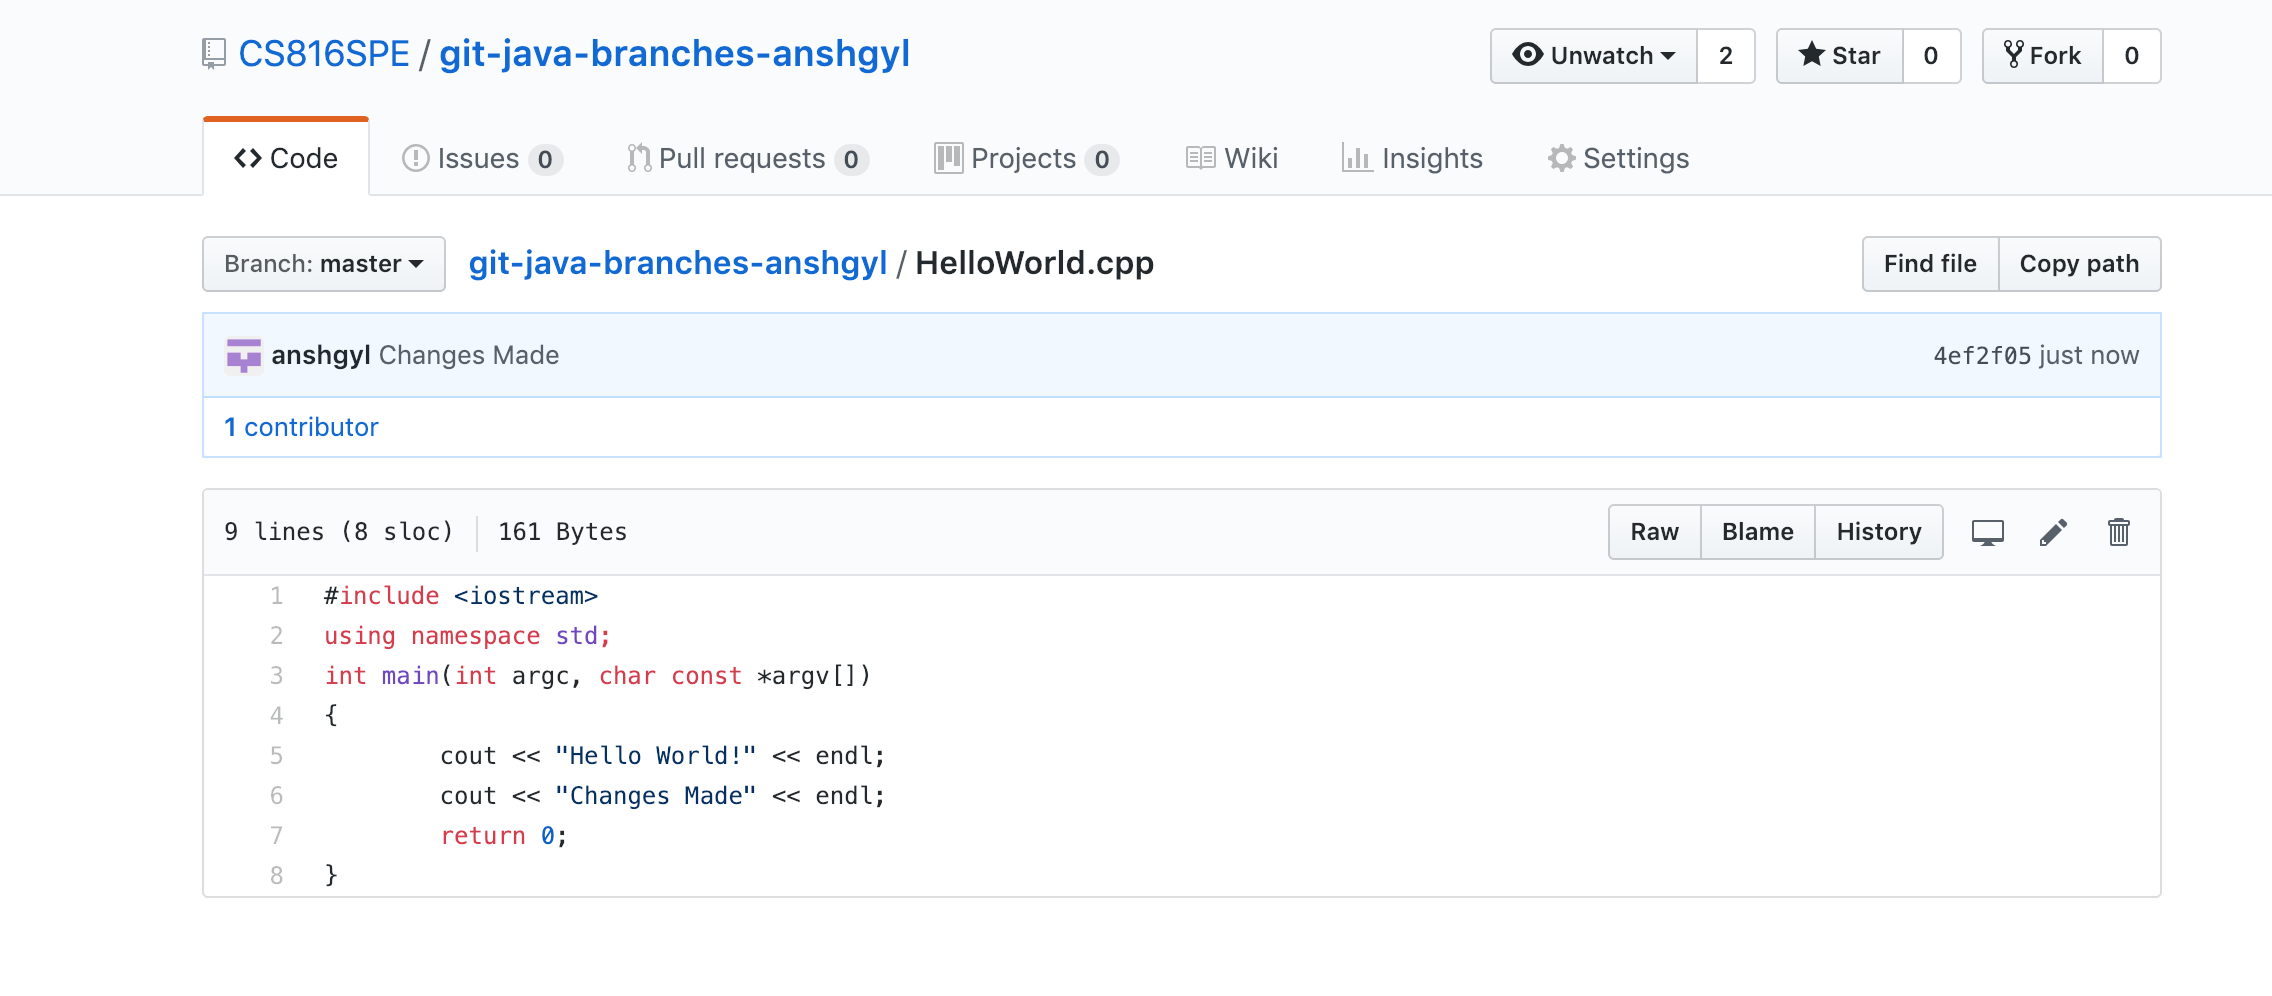 CS816SPE / git-java-branches-anshgyl
Unwatch 2 Star 0 Fork 0
Code Issues 0 Pull requests 0 Projects 0 Wiki Insights Settings
Branch: master git-java-branches-anshgyl / HelloWorld.cpp Find file Copy path
anshgyl Changes Made 4ef2f05 just now
1 contributor
9 lines (8 sloc) 161 Bytes Raw Blame History
1 #include <iostream>
2 using namespace std;
3 int main(int argc, char const *argv[])
4 {
5 cout << "Hello World!" << endl;
6 cout << "Changes Made" << endl;
7 return 0;
8 }